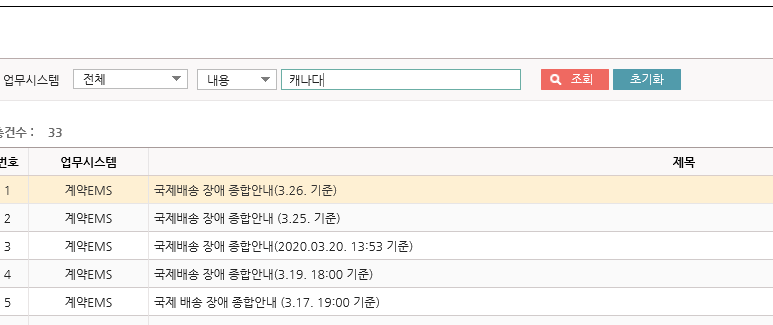 업무시스템 전체 내용 캐나다 조회 초기화
총건수 : 33
번호 업무시스템 제목
1 계약EMS 국제배송 장애 종합안내(3.26. 기준)
2 계약EMS 국제배송 장애 종합안내 (3.25. 기준)
3 계약EMS 국제배송 장애 종합안내(2020.03.20. 13:53 기준)
4 계약EMS 국제배송 장애 종합안내(3.19. 18:00 기준)
5 계약EMS 국제 배송 장애 종합안내 (3.17. 19:00 기준)